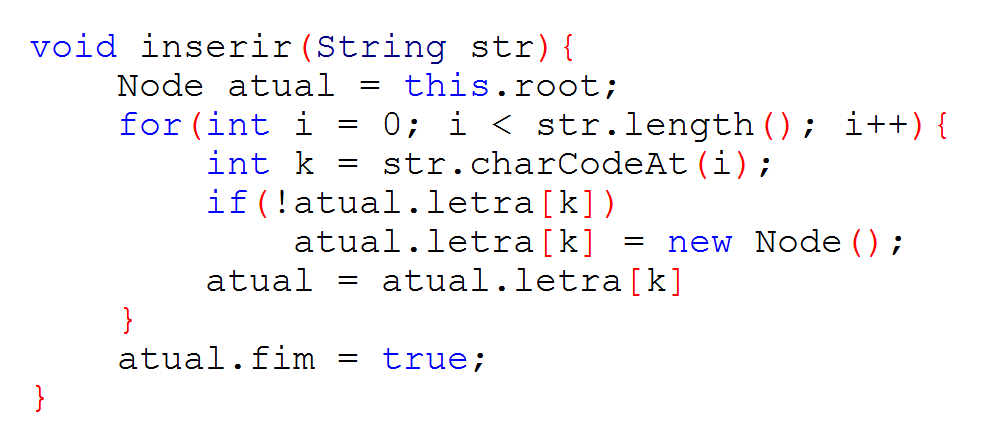 void inserir(String str){
    Node atual = this.root;
    for(int i = 0; i < str.length(); i++){
        int k = str.charCodeAt(i);
        if(!atual.letra[k])
            atual.letra[k] = new Node();
        atual = atual.letra[k]
    }
    atual.fim = true;
}